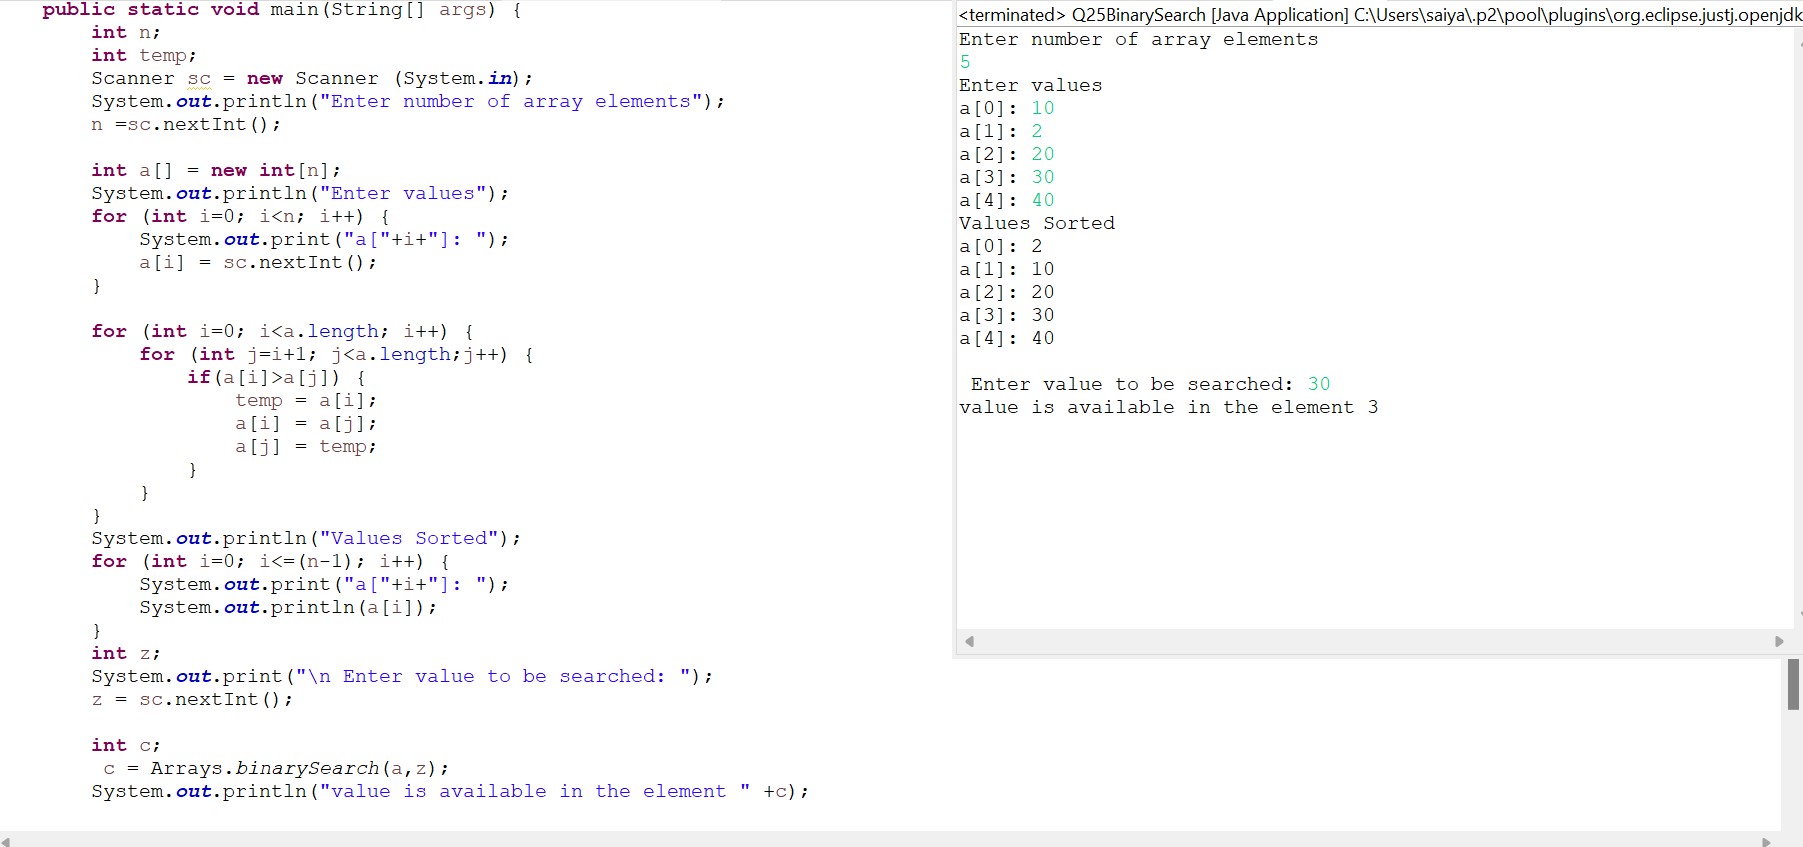 public static void main(String[] args) {
int n;
int temp;
Scanner sc = new Scanner (System.in);
System.out.println("Enter number of array elements");
n =sc.nextInt();
int a[] = new int[n];
System.out.println("Enter values");
for (int i=0; i<n; i++) {
System.out.print("a["+i+"]: ");
a[i] = sc.nextInt();
}
for (int i=0; i<a.length; i++) {
for (int j=i+1; j<a.length;j++) {
if(a[i]>a[j]) {
temp = a[i];
a[i] = a[j];
a[j] = temp;
}
}
}
System.out.println("Values Sorted");
for (int i=0; i<=(n-1); i++) {
System.out.print("a["+i+"]: ");
System.out.println(a[i]);
}
int z;
System.out.print("\n Enter value to be searched: ");
z = sc.nextInt();
int c;
c = Arrays.binarySearch(a,z);
System.out.println("value is available in the element " +c);
<terminated> Q25BinarySearch [Java Application] C:\Users\saiya\.p2\pool\plugins\org.eclipse.justj.openjdk
Enter number of array elements
5
Enter values
a[0]: 10
a[1]: 2
a[2]: 20
a[3]: 30
a[4]: 40
Values Sorted
a[0]: 2
a[1]: 10
a[2]: 20
a[3]: 30
a[4]: 40
Enter value to be searched: 30
value is available in the element 3